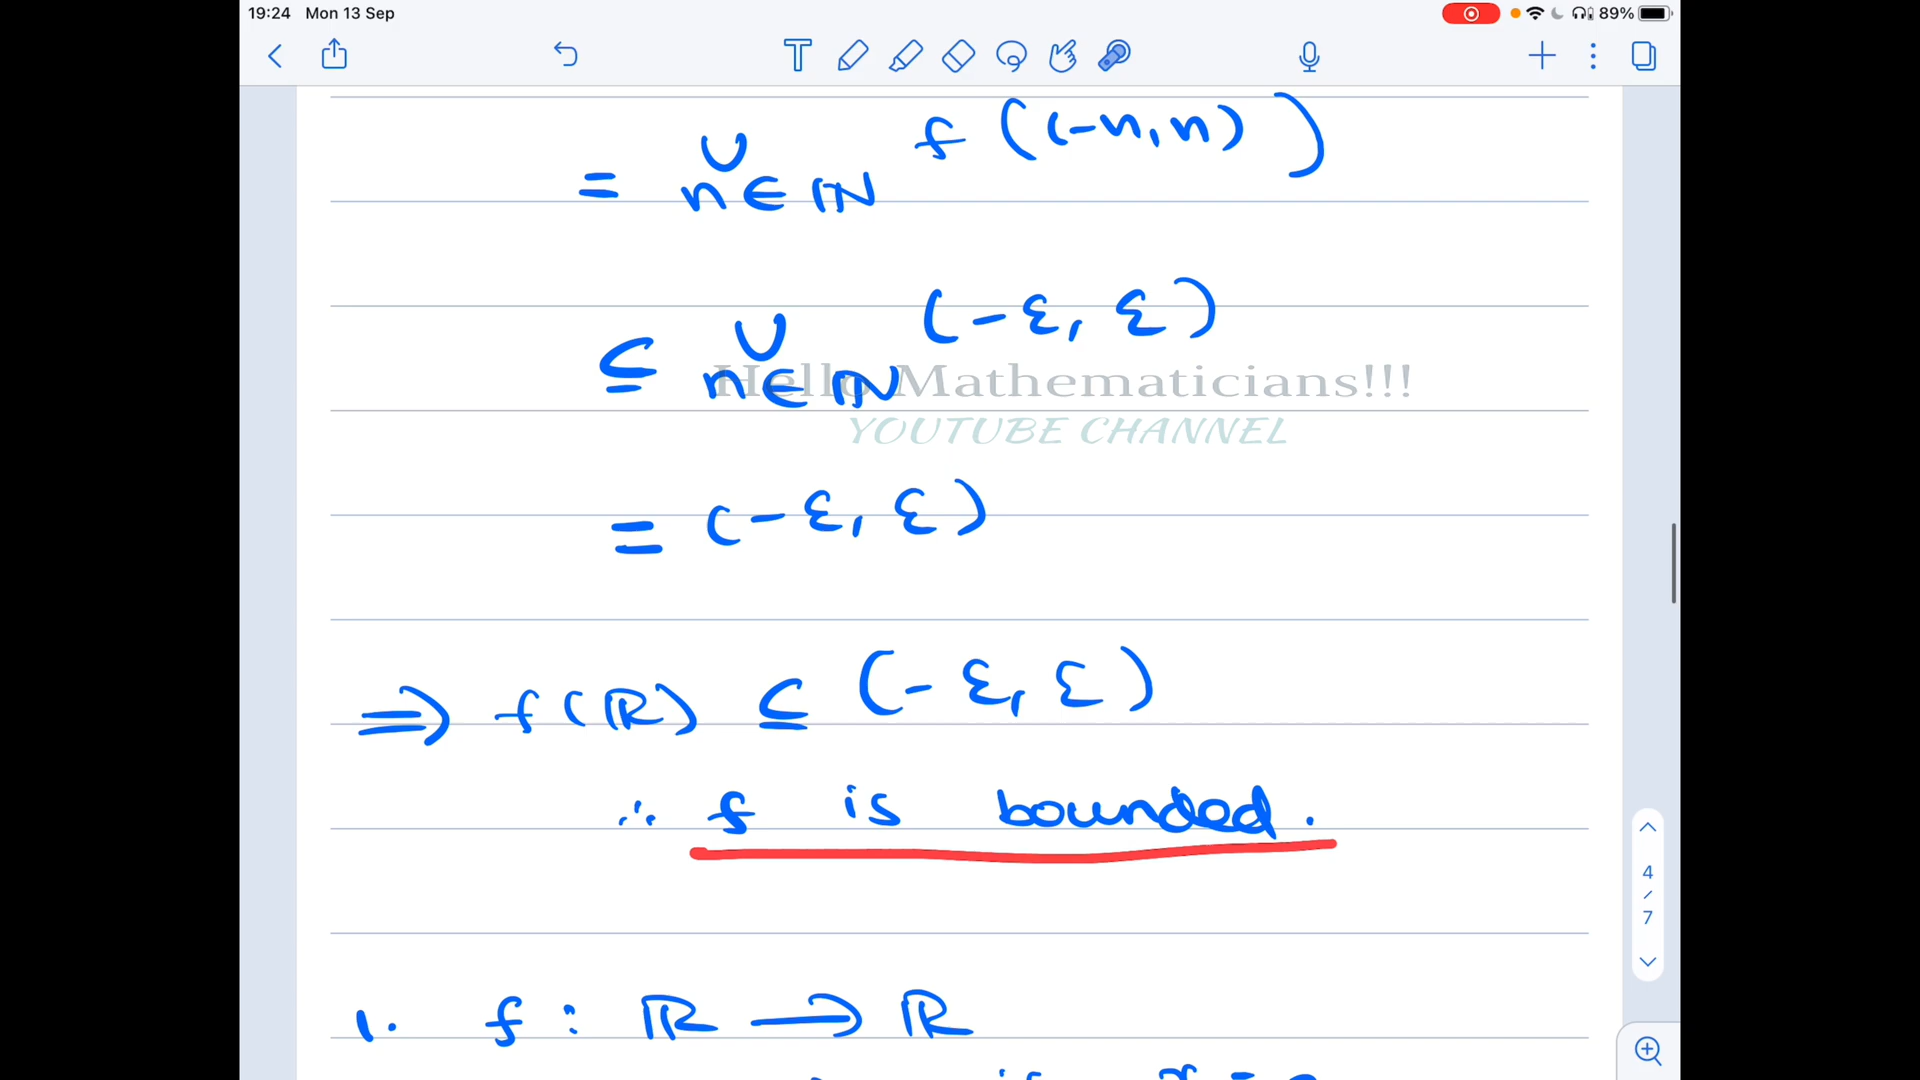 19:24 Mon 13 Sep 89%
= ∪ n∈ℕ f((-n,n))
⊆ ∪ n∈ℕ (-ε, ε)
Hello Mathematicians!!!
YOUTUBE CHANNEL
= (-ε, ε)
⇒ f(ℝ) ⊆ (-ε, ε)
∴ f is bounded.
4
/
7
1. f : ℝ → ℝ